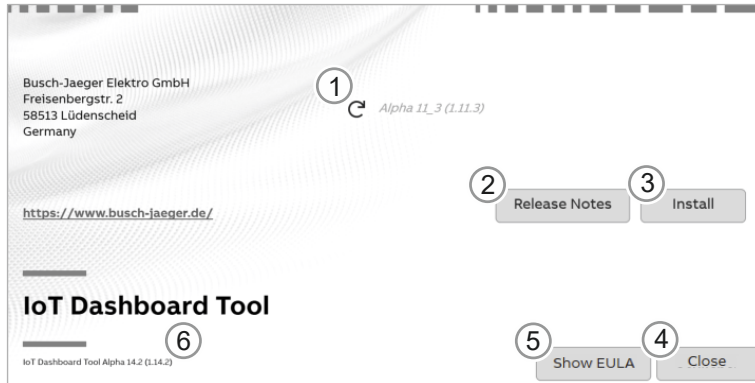 Busch-Jaeger Elektro GmbH
Freisenbergstr. 2
58513 Lüdenscheid
Germany
1
Alpha 11_3 (1.11.3)
2
3
Release Notes
Install
https://www.busch-jaeger.de/
IoT Dashboard Tool
6
5
4
IoT Dashboard Tool Alpha 14.2 (1.14.2)
Show EULA
Close